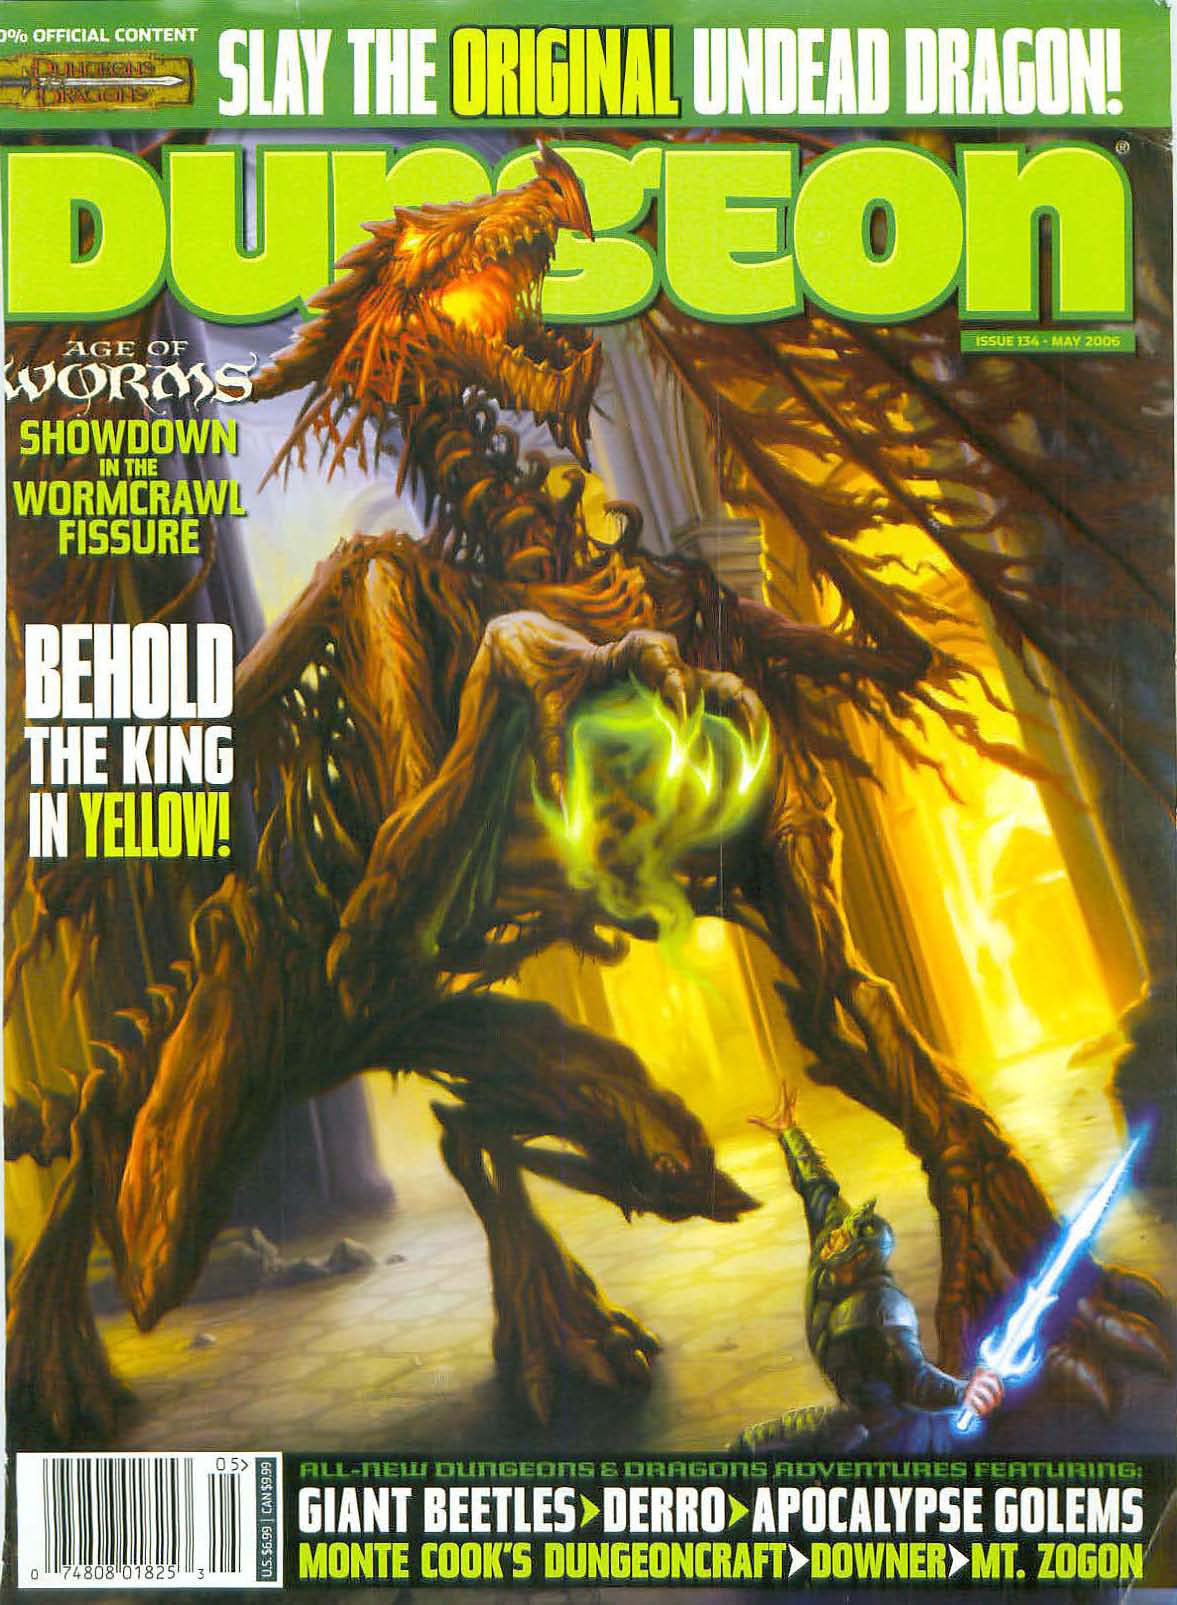 0% OFFICIAL CONTENT
DUNGEONS
DRAGONS
SLAY THE ORIGINAL UNDEAD DRAGON!
DUNGEON®
ISSUE 134 • MAY 2006
AGE OF
WORMS
SHOWDOWN
IN THE
WORMCRAWL
FISSURE
BEHOLD
THE KING
IN YELLOW!
05>
0 74808 01825 3
U.S. $6.99 | CAN $9.99
ALL-NEW DUNGEONS & DRAGONS ADVENTURES FEATURING:
GIANT BEETLES>DERRO>APOCALYPSE GOLEMS
MONTE COOK'S DUNGEONCRAFT>DOWNER>MT. ZOGON